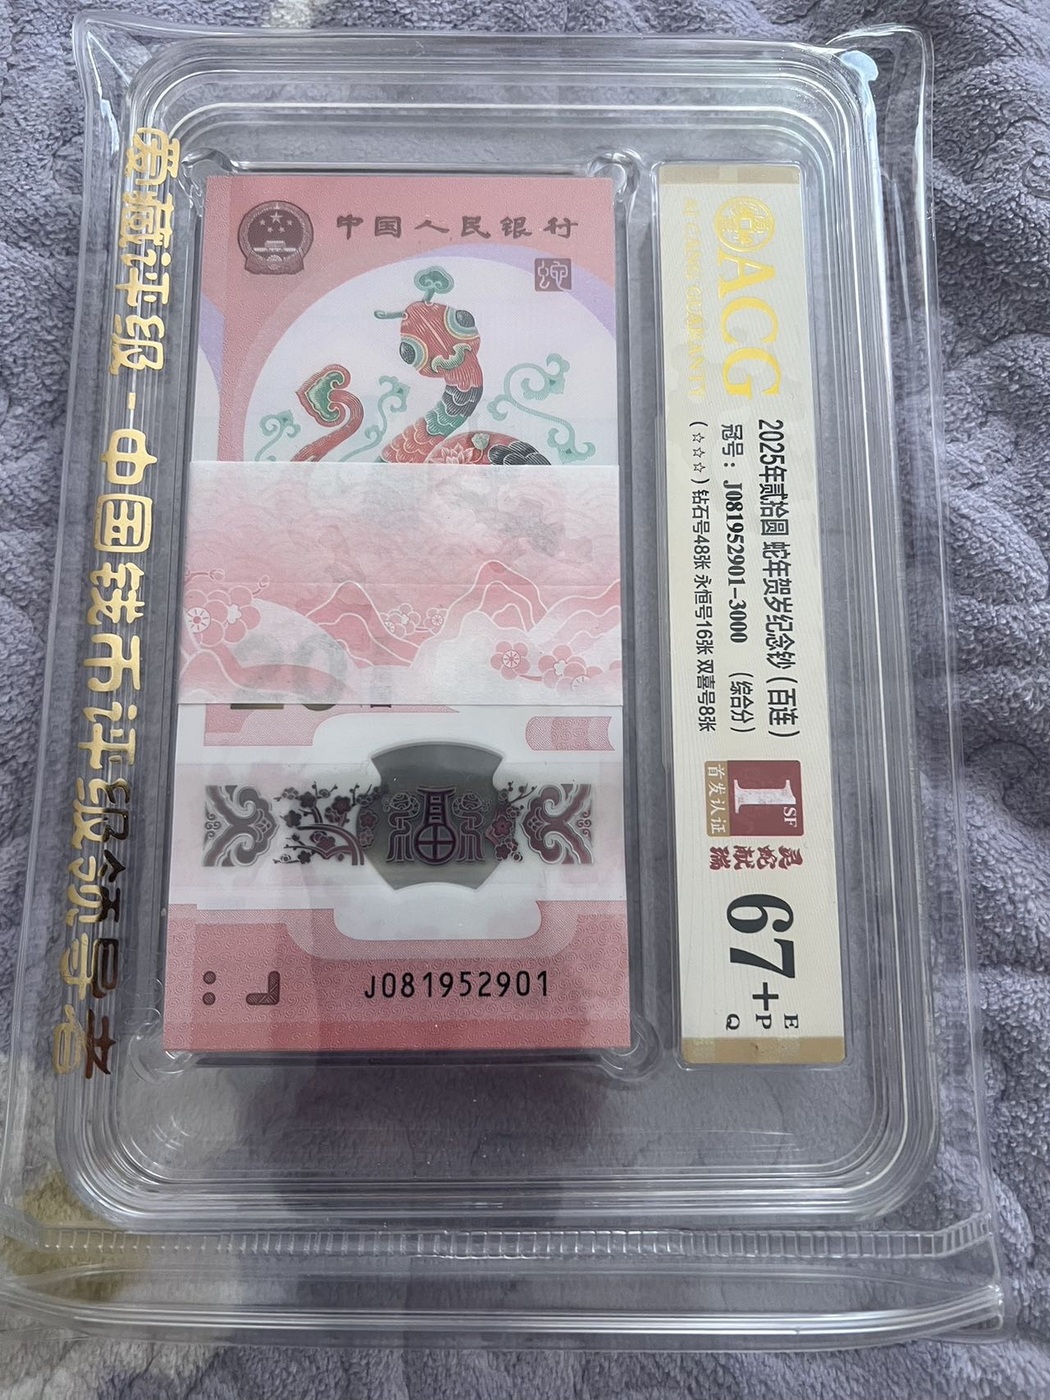 爱藏评级 - 中国钱币评级领导者
中国人民银行
蛇
福
J081952901
ACG
AI CANG GUARANTY
2025年贰拾圆 蛇年贺岁纪念钞 (百连)
冠号: J081952901-3000 (综合分)
(☆☆☆) 钻石号48张 永恒号16张 双喜号8张
1SF
首发认证
灵蛇献瑞
67+
E
P
Q